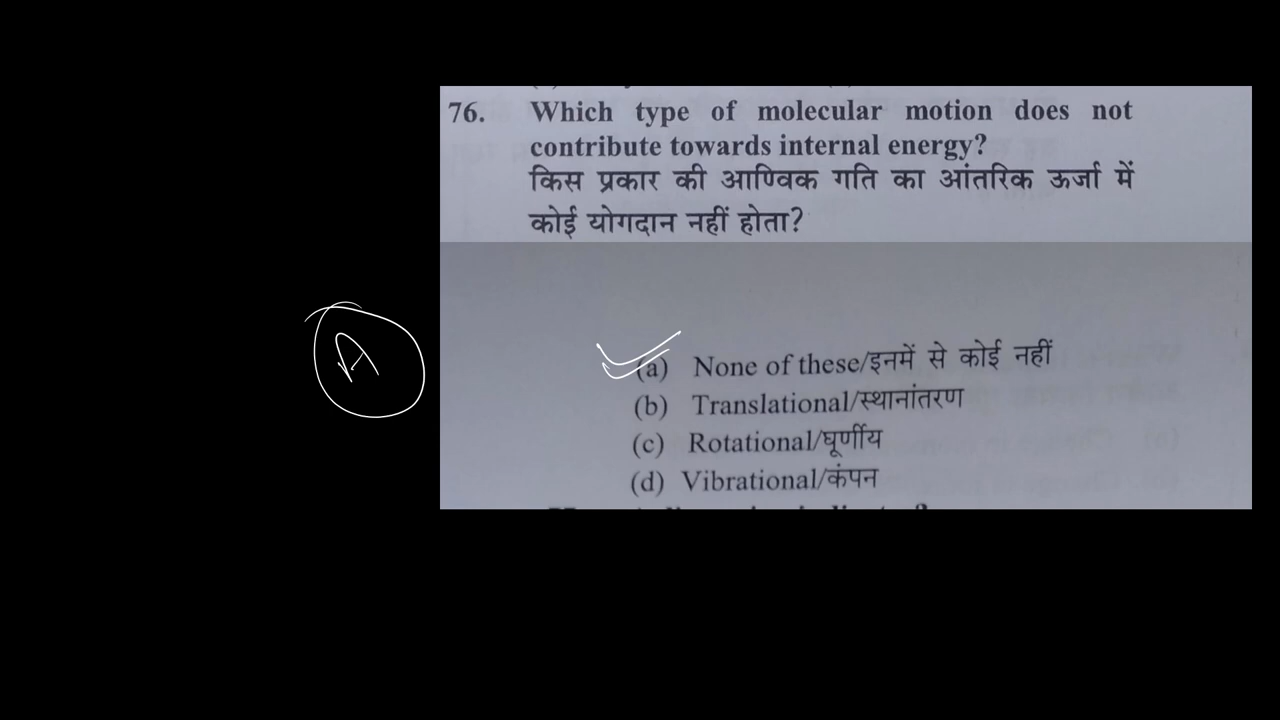 76. Which type of molecular motion does not
contribute towards internal energy?
किस प्रकार की आण्विक गति का आंतरिक ऊर्जा में
कोई योगदान नहीं होता?
A
(a) None of these/इनमें से कोई नहीं
(b) Translational/स्थानांतरण
(c) Rotational/घूर्णीय
(d) Vibrational/कंपन